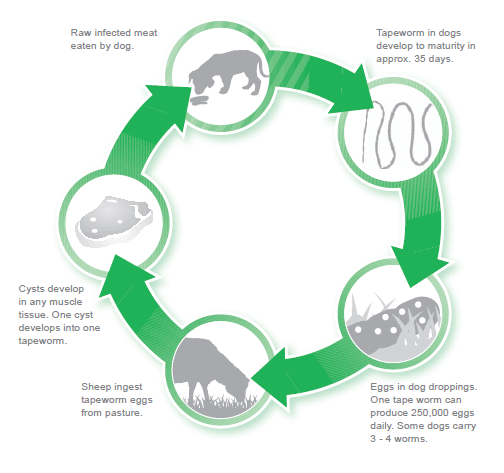 Raw infected meat
eaten by dog.
Tapeworm in dogs
develop to maturity in
approx. 35 days.
Eggs in dog droppings.
One tape worm can
produce 250,000 eggs
daily. Some dogs carry
3 - 4 worms.
Sheep ingest
tapeworm eggs
from pasture.
Cysts develop
in any muscle
tissue. One cyst
develops into one
tapeworm.